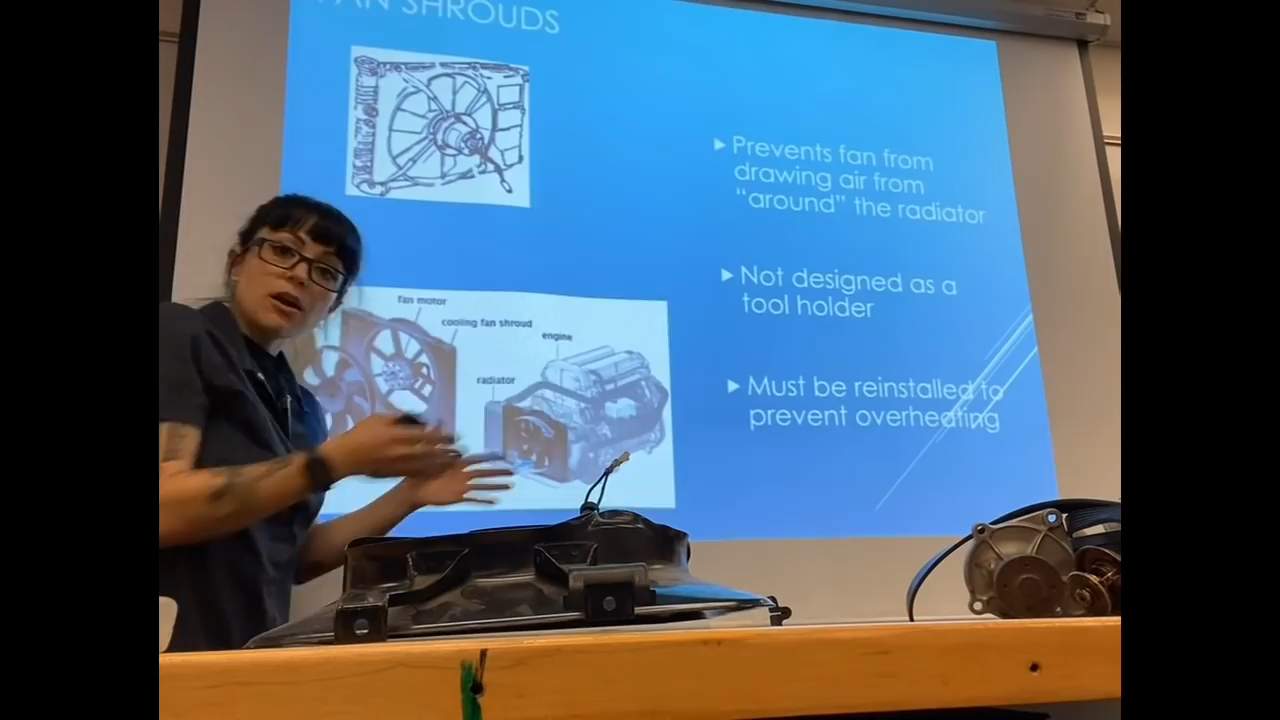 FAN SHROUDS
Prevents fan from
drawing air from
“around” the radiator
Not designed as a
tool holder
Must be reinstalled to
prevent overheating
fan motor
cooling fan shroud
engine
radiator